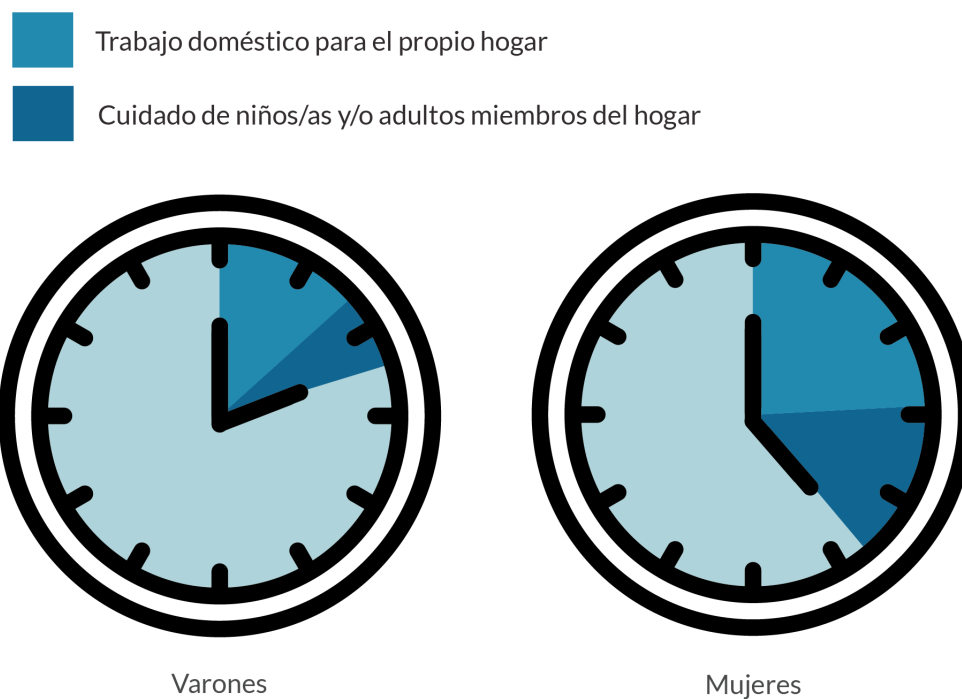 Trabajo doméstico para el propio hogar
Cuidado de niños/as y/o adultos miembros del hogar
Varones
Mujeres